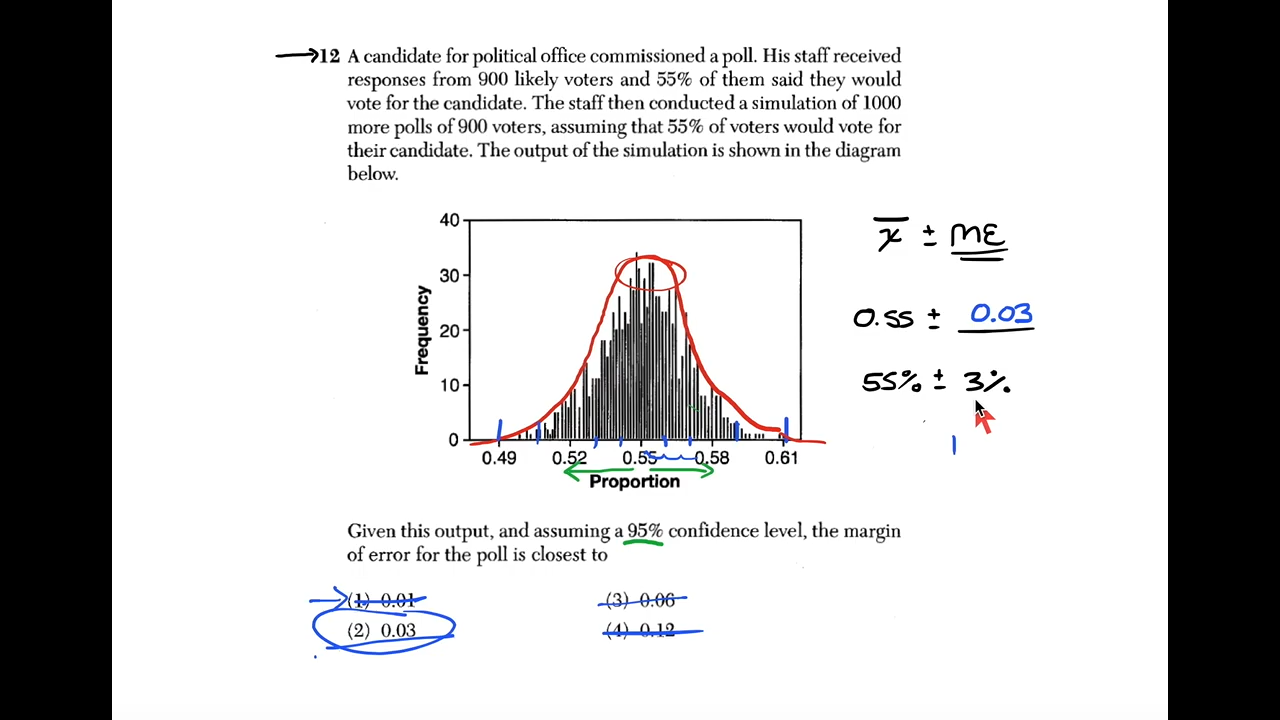 12 A candidate for political office commissioned a poll. His staff received
responses from 900 likely voters and 55% of them said they would
vote for the candidate. The staff then conducted a simulation of 1000
more polls of 900 voters, assuming that 55% of voters would vote for
their candidate. The output of the simulation is shown in the diagram
below.
40
30
20
10
0
Frequency
0.49 0.52 0.55 0.58 0.61
Proportion
x̅ ± ME
0.55 ± 0.03
55% ± 3%
Given this output, and assuming a 95% confidence level, the margin
of error for the poll is closest to
(1) 0.01 (3) 0.06
(2) 0.03 (4) 0.12